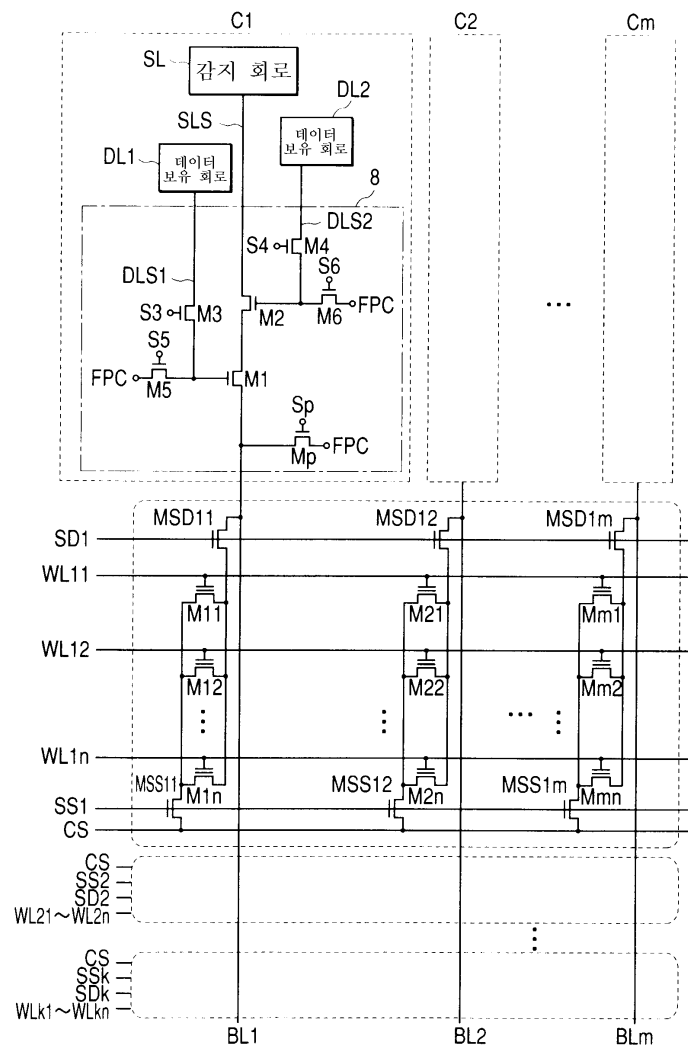 C1 C2 Cm
SL 감지 회로
DL2
SLS 데이터
보유 회로
DL1 데이터
보유 회로
8
DLS2
S4 M4
DLS1 S6
S3 M3 M2 M6 FPC ...
S5
FPC M5 M1
Sp
Mp FPC
MSD11 MSD12 MSD1m
SD1
WL11
M11 M21 Mm1
WL12
M12 M22 Mm2
WL1n
MSS11 M1n MSS12 M2n MSS1m Mmn
SS1
CS
CS
SS2
SD2
WL21~WL2n
CS
SSk
SDk
WLk1~WLkn
BL1 BL2 BLm